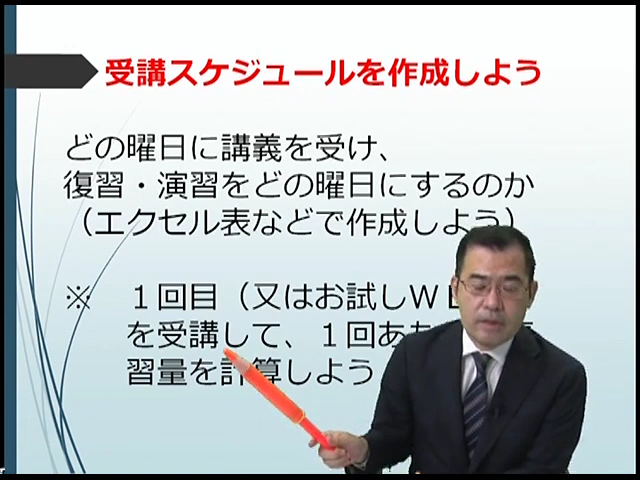 受講スケジュールを作成しよう
どの曜日に講義を受け、
復習・演習をどの曜日にするのか
（エクセル表などで作成しよう）
※　１回目（又はお試しＷＥ
を受講して、１回あた
習量を計算しよう